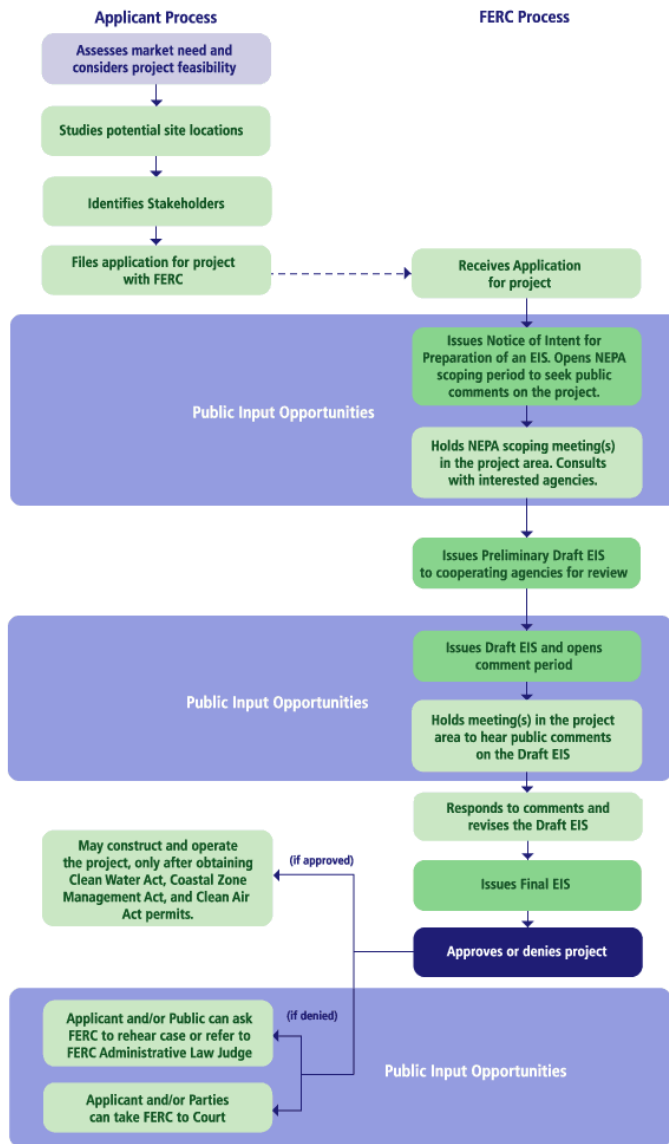 Applicant Process
FERC Process
Assesses market need and
considers project feasibility
Studies potential site locations
Identifies Stakeholders
Files application for project
with FERC
Receives Application
for project
Issues Notice of Intent for
Preparation of an EIS. Opens NEPA
scoping period to seek public
comments on the project.
Public Input Opportunities
Holds NEPA scoping meeting(s)
in the project area. Consults
with interested agencies.
Issues Preliminary Draft EIS
to cooperating agencies for review
Issues Draft EIS and opens
comment period
Public Input Opportunities
Holds meeting(s) in the project
area to hear public comments
on the Draft EIS
Responds to comments and
revises the Draft EIS
May construct and operate
the project, only after obtaining
Clean Water Act, Coastal Zone
Management Act, and Clean Air
Act permits.
(if approved)
Issues Final EIS
Approves or denies project
Applicant and/or Public can ask
FERC to rehear case or refer to
FERC Administrative Law Judge
(if denied)
Public Input Opportunities
Applicant and/or Parties
can take FERC to Court